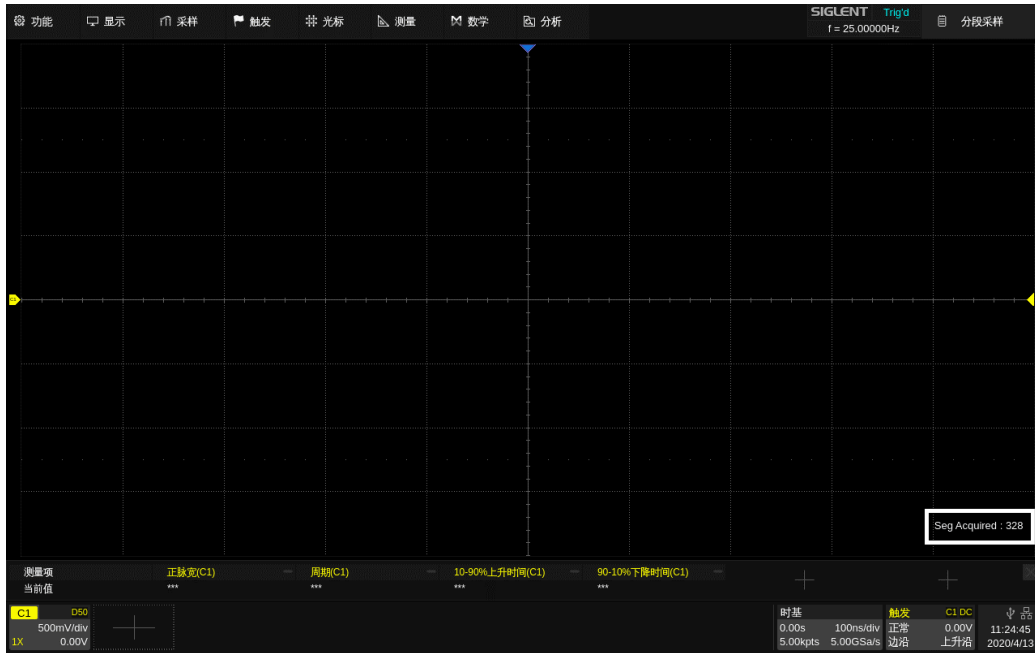 功能 显示 采样 触发 光标 测量 数学 分析 SIGLENT Trig'd 分段采样
f = 25.00000Hz
Seg Acquired : 328
测量项 正脉宽(C1) 周期(C1) 10-90%上升时间(C1) 90-10%下降时间(C1)
当前值 *** *** *** ***
C1 D50 时基 触发 C1 DC
500mV/div 0.00s 100ns/div 正常 0.00V 11:24:45
1X 0.00V 5.00kpts 5.00GSa/s 边沿 上升沿 2020/4/13